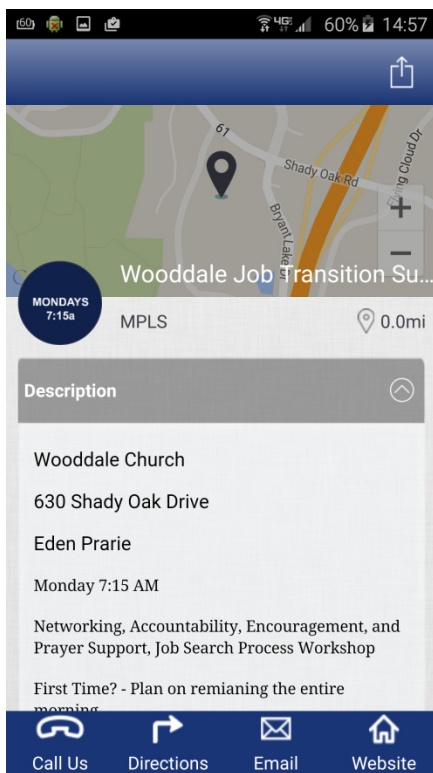 60 60% 14:57
61
Shady Oak Rd
Flying Cloud Dr
Bryant Lake Dr
+
−
Wooddale Job Transition Su...
MONDAYS
7:15a
MPLS 0.0mi
Description
Wooddale Church
630 Shady Oak Drive
Eden Prarie
Monday 7:15 AM
Networking, Accountability, Encouragement, and
Prayer Support, Job Search Process Workshop
First Time? - Plan on remianing the entire
morning
Call Us Directions Email Website